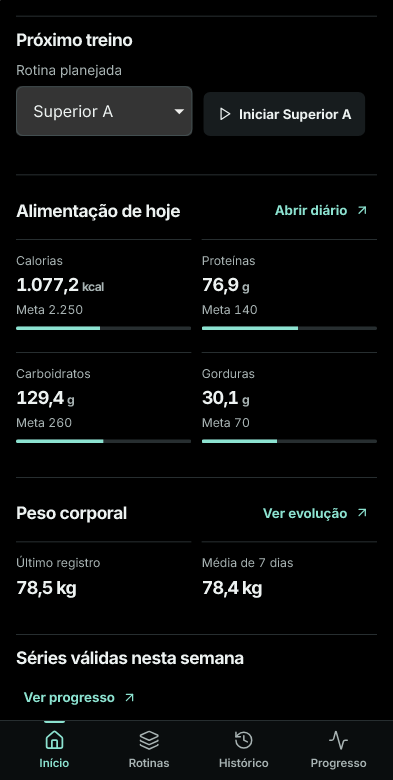 Próximo treino
Rotina planejada
Superior A
Iniciar Superior A
Alimentação de hoje
Abrir diário
Calorias
Proteínas
1.077,2 kcal
76,9 g
Meta 2.250
Meta 140
Carboidratos
Gorduras
129,4 g
30,1 g
Meta 260
Meta 70
Peso corporal
Ver evolução
Último registro
Média de 7 dias
78,5 kg
78,4 kg
Séries válidas nesta semana
Ver progresso
Início
Rotinas
Histórico
Progresso